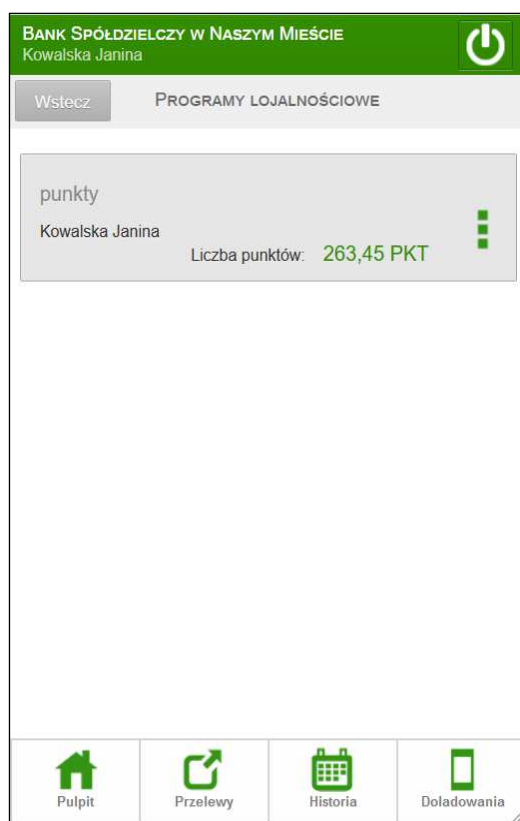 Bank Spółdzielczy w Naszym Mieście
Kowalska Janina
Wstecz Programy lojalnościowe
punkty
Kowalska Janina
Liczba punktów: 263,45 PKT
Pulpit Przelewy Historia Doladowania